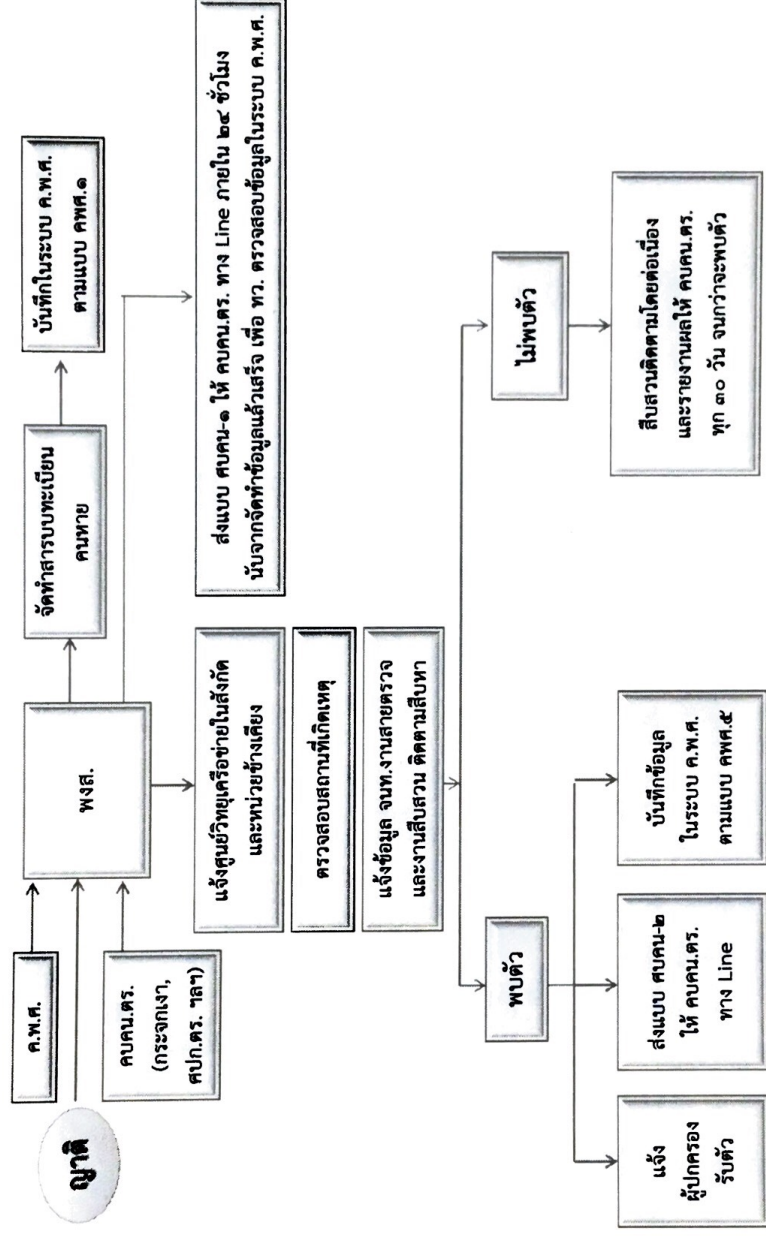 ญาติ
ค.พ.ศ.
ศบคน.ตร.
(กระจกเงา,
ศปก.ตร. ฯลฯ)
พงส.
จัดทำสารบบทะเบียน
คนหาย
บันทึกในระบบ ค.พ.ศ.
ตามแบบ คพศ.๑
ส่งแบบ ศบคน-๑ ให้ ศบคน.ตร. ทาง Line ภายใน ๒๔ ชั่วโมง
นับจากจัดทำข้อมูลแล้วเสร็จ เพื่อ ทว. ตรวจสอบข้อมูลในระบบ ค.พ.ศ.
แจ้งศูนย์วิทยุเครือข่ายในสังกัด
และหน่วยข้างเคียง
ตรวจสอบสถานที่เกิดเหตุ
แจ้งข้อมูล จนท.งานสายตรวจ
และงานสืบสวน ติดตามสืบหา
พบตัว
ไม่พบตัว
แจ้ง
ผู้ปกครอง
รับตัว
ส่งแบบ ศบคน-๒
ให้ ศบคน.ตร.
ทาง Line
บันทึกข้อมูล
ในระบบ ค.พ.ศ.
ตามแบบ คพศ.๕
สืบสวนติดตามโดยต่อเนื่อง
และรายงานผลให้ ศบคน.ตร.
ทุก ๓๐ วัน จนกว่าจะพบตัว